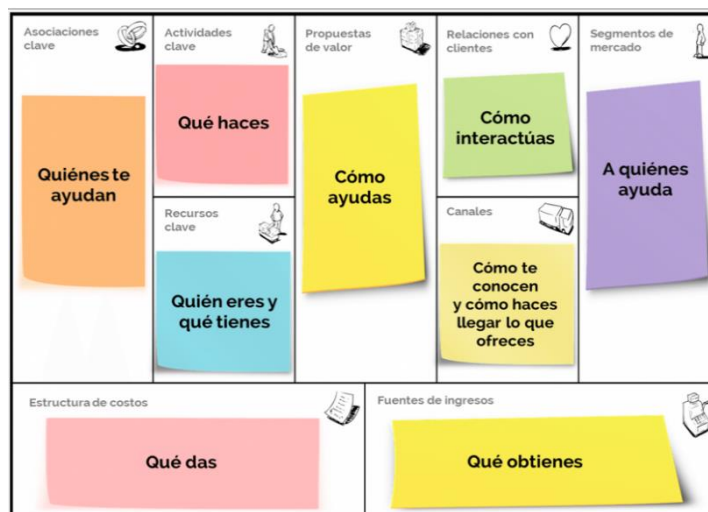 Asociaciones
clave
Quiénes te
ayudan
Actividades
clave
Qué haces
Recursos
clave
Quién eres y
qué tienes
Propuestas
de valor
Cómo
ayudas
Relaciones con
clientes
Cómo
interactúas
Canales
Cómo te
conocen
y cómo haces
llegar lo que
ofreces
Segmentos de
mercado
A quiénes
ayuda
Estructura de costos
Qué das
Fuentes de ingresos
Qué obtienes